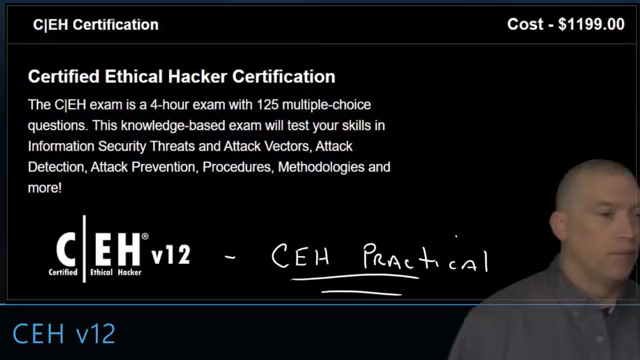 C|EH Certification
Cost - $1199.00
Certified Ethical Hacker Certification
The C|EH exam is a 4-hour exam with 125 multiple-choice
questions. This knowledge-based exam will test your skills in
Information Security Threats and Attack Vectors, Attack
Detection, Attack Prevention, Procedures, Methodologies and
more!
C|EH® v12 - CEH Practical
Certified Ethical Hacker
CEH v12